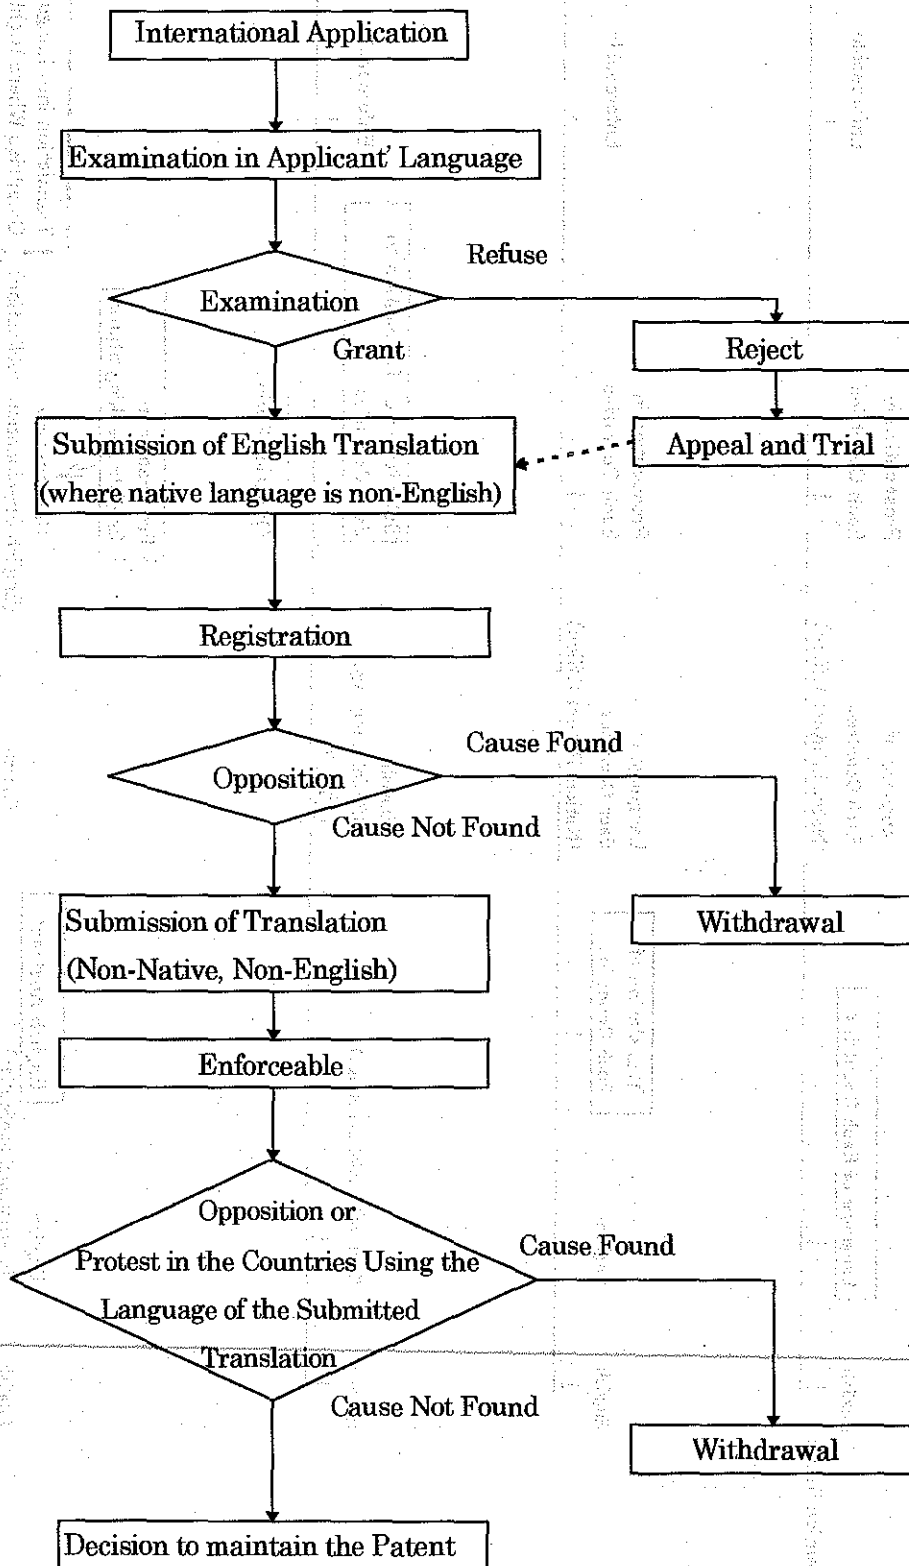 International Application
Examination in Applicant' Language
Refuse
Examination
Grant
Reject
Submission of English Translation
(where native language is non-English)
Appeal and Trial
Registration
Cause Found
Opposition
Cause Not Found
Submission of Translation
(Non-Native, Non-English)
Withdrawal
Enforceable
Opposition or
Protest in the Countries Using the
Language of the Submitted
Translation
Cause Found
Cause Not Found
Withdrawal
Decision to maintain the Patent